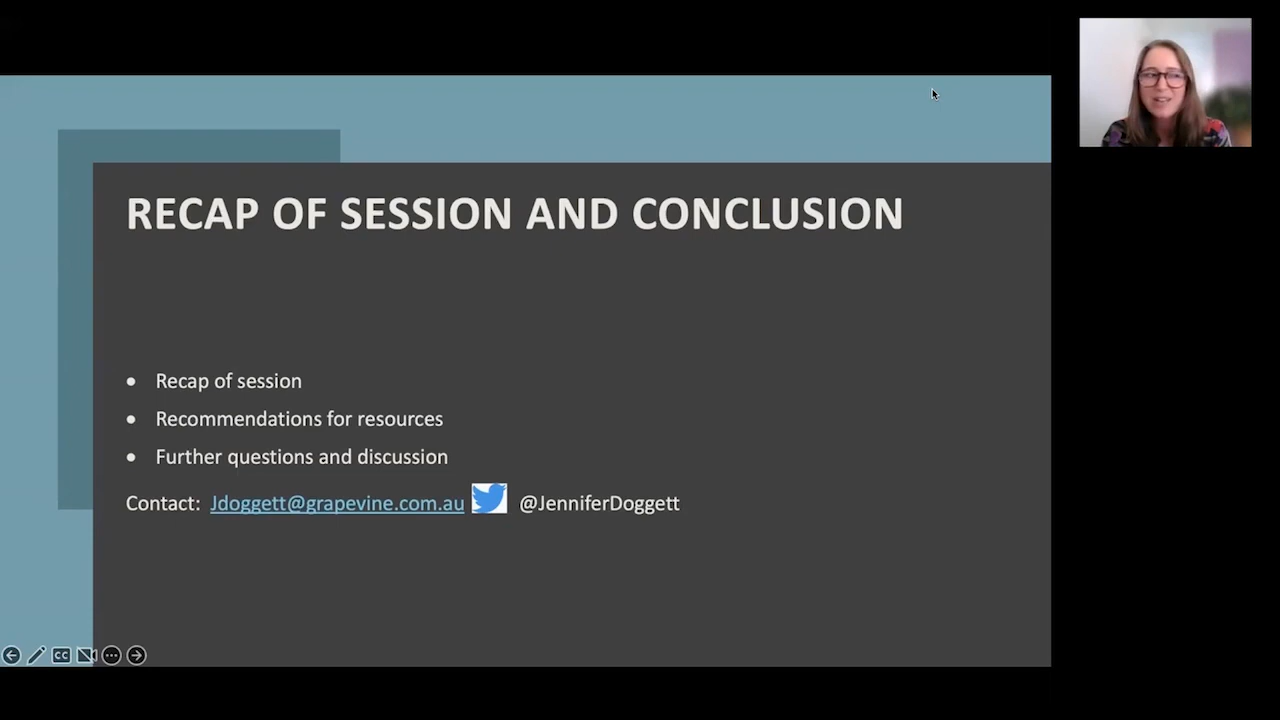 RECAP OF SESSION AND CONCLUSION
Recap of session
Recommendations for resources
Further questions and discussion
Contact: Jdoggett@grapevine.com.au @JenniferDoggett
CC